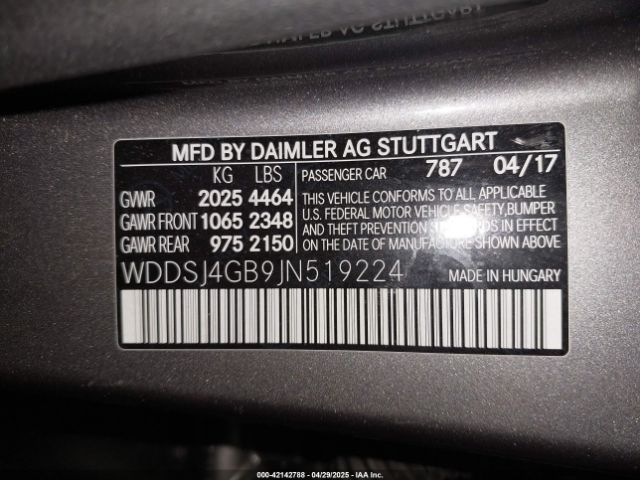 MFD BY DAIMLER AG STUTTGART
KG LBS PASSENGER CAR 787 04/17
GVWR 2025 4464
GAWR FRONT 1065 2348
GAWR REAR 975 2150
THIS VEHICLE CONFORMS TO ALL APPLICABLE
U.S. FEDERAL MOTOR VEHICLE SAFETY, BUMPER
AND THEFT PREVENTION STANDARDS IN EFFECT
ON THE DATE OF MANUFACTURE SHOWN ABOVE.
WDDSJ4GB9JN519224 MADE IN HUNGARY
000-42142788 - 04/29/2025 - IAA Inc.